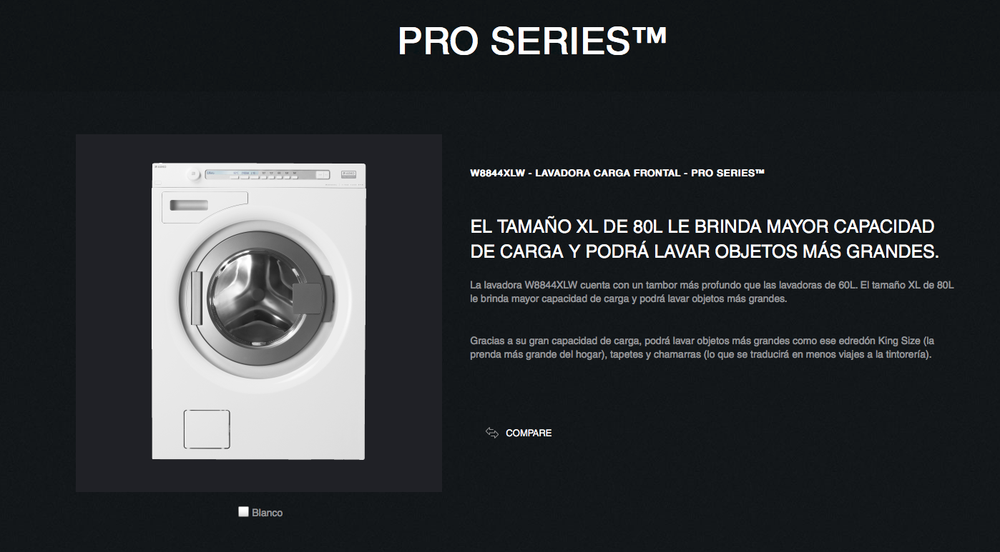 PRO SERIES™
W8844XLW - LAVADORA CARGA FRONTAL - PRO SERIES™
EL TAMAÑO XL DE 80L LE BRINDA MAYOR CAPACIDAD
DE CARGA Y PODRÁ LAVAR OBJETOS MÁS GRANDES.
La lavadora W8844XLW cuenta con un tambor más profundo que las lavadoras de 60L. El tamaño XL de 80L
le brinda mayor capacidad de carga y podrá lavar objetos más grandes.
Gracias a su gran capacidad de carga, podrá lavar objetos más grandes como ese edredón King Size (la
prenda más grande del hogar), tapetes y chamarras (lo que se traducirá en menos viajes a la tintorería).
COMPARE
Blanco